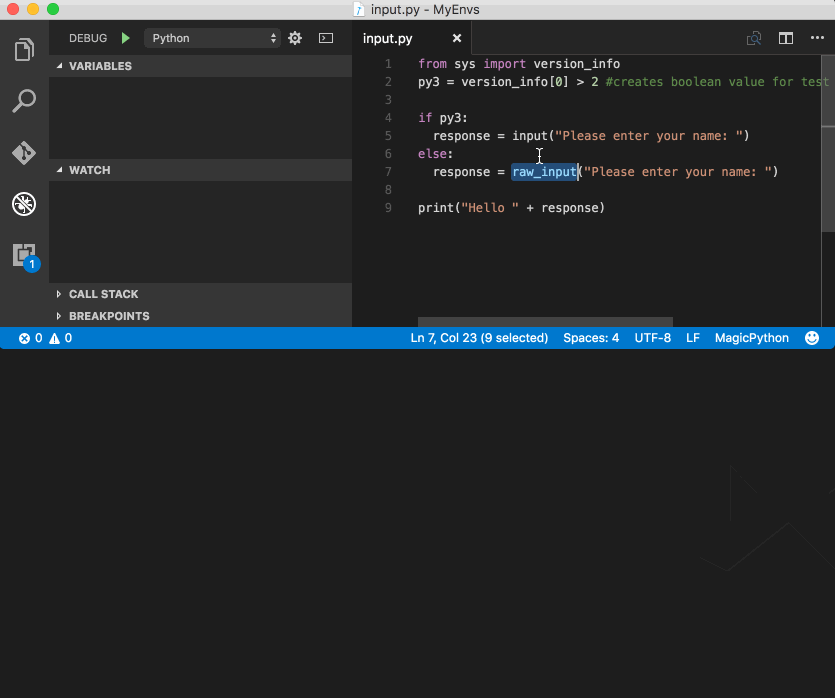 input.py - MyEnvs
DEBUG Python
VARIABLES
WATCH
CALL STACK
BREAKPOINTS
1
input.py
1 from sys import version_info
2 py3 = version_info[0] > 2 #creates boolean value for test
3
4 if py3:
5 response = input("Please enter your name: ")
6 else:
7 response = raw_input("Please enter your name: ")
8
9 print("Hello " + response)
0 0 Ln 7, Col 23 (9 selected) Spaces: 4 UTF-8 LF MagicPython